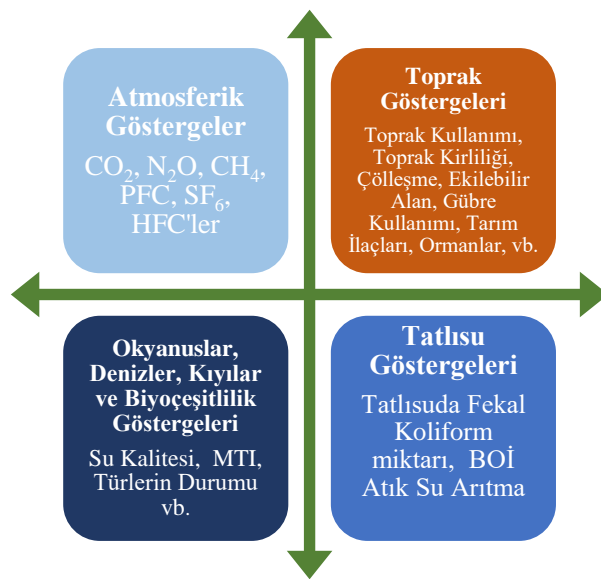 Atmosferik
Göstergeler
CO₂, N₂O, CH₄,
PFC, SF₆,
HFC'ler
Toprak
Göstergeleri
Toprak Kullanımı,
Toprak Kirliliği,
Çölleşme, Ekilebilir
Alan, Gübre
Kullanımı, Tarım
İlaçları, Ormanlar, vb.
Okyanuslar,
Denizler, Kıyılar
ve Biyoçeşitlilik
Göstergeleri
Su Kalitesi, MTI,
Türlerin Durumu
vb.
Tatlısu
Göstergeleri
Tatlısuda Fekal
Koliform
miktarı, BOİ
Atık Su Arıtma